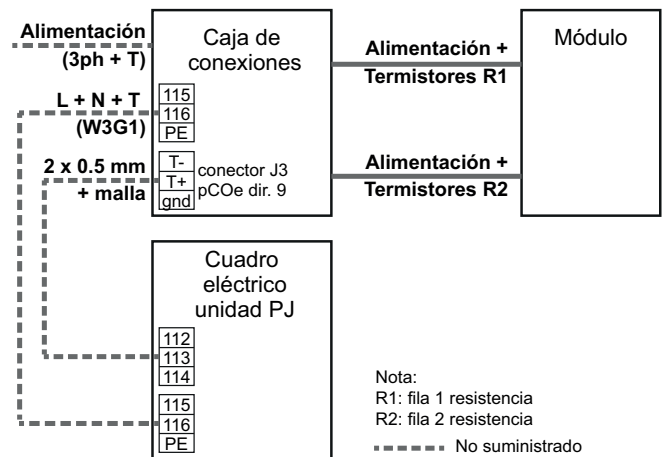 Alimentación
(3ph + T)
L + N + T
(W3G1)
2 x 0.5 mm
+ malla
Caja de
conexiones
115
116
PE
T-
T+
gnd
conector J3
pCOe dir. 9
Alimentación +
Termistores R1
Alimentación +
Termistores R2
Módulo
Cuadro
eléctrico
unidad PJ
112
113
114
115
116
PE
Nota:
R1: fila 1 resistencia
R2: fila 2 resistencia
No suministrado